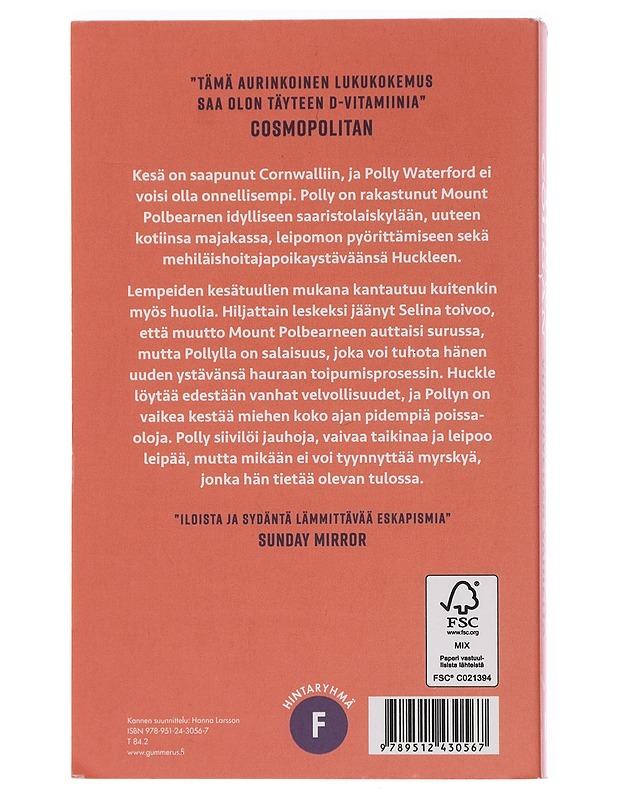 "TÄMÄ AURINKOINEN LUKUKOKEMUS
SAA OLON TÄYTEEN D-VITAMIINIA"
COSMOPOLITAN
Kesä on saapunut Cornwalliin, ja Polly Waterford ei
voisi olla onnellisempi. Polly on rakastunut Mount
Polbearnen idylliseen saaristolaiskylään, uuteen
kotiinsa majakassa, leipomon pyörittämiseen sekä
mehiläishoitajapoikaystäväänsä Huckleen.
Lempeiden kesätuulien mukana kantautuu kuitenkin
myös huolia. Hiljattain leskeksi jäänyt Selina toivoo,
että muutto Mount Polbearneen auttaisi surussa,
mutta Pollylla on salaisuus, joka voi tuhota hänen
uuden ystävänsä hauraan toipumisprosessin. Huckle
löytää edestään vanhat velvollisuudet, ja Pollyn on
vaikea kestää miehen koko ajan pidempiä poissa-
oloja. Polly siivilöi jauhoja, vaivaa taikinaa ja leipoo
leipää, mutta mikään ei voi tyynnyttää myrskyä,
jonka hän tietää olevan tulossa.
"ILOISTA JA SYDÄNTÄ LÄMMITTÄVÄÄ ESKAPISMIA"
SUNDAY MIRROR
FSC
www.fsc.org
MIX
Paperi vastuul-
lisista lähteistä
FSC® C021394
HINTARYHMÄ
F
Kannen suunnittelu: Hanna Larsson
ISBN 978-951-24-3056-7
T 84.2
www.gummerus.fi
9 789512 430567